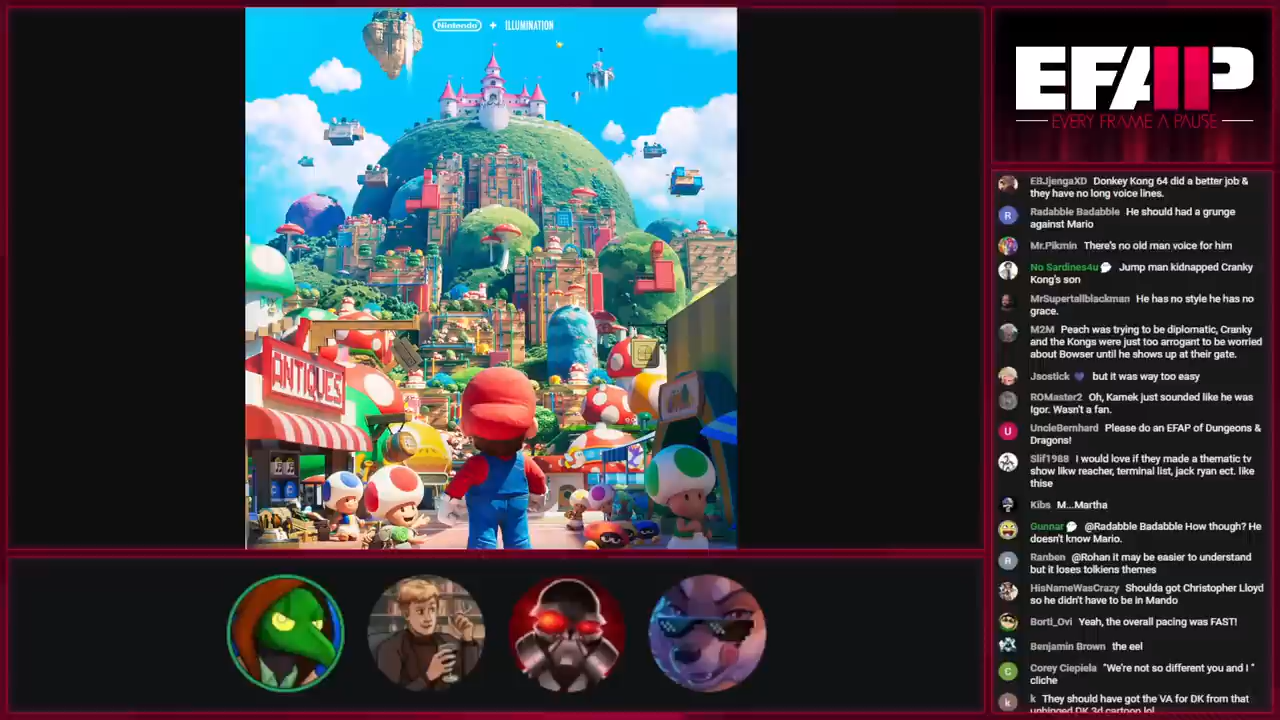 Nintendo + ILLUMINATION
ANTIQUES
EFAP
EVERY FRAME A PAUSE
EBJjengaXD Donkey Kong 64 did a better job &
they have no long voice lines.
Radabble Badabble He should had a grunge
against Mario
Mr.Pikmin There's no old man voice for him
No Sardines4u Jump man kidnapped Cranky
Kong's son
MrSupertallblackman He has no style he has no
grace.
M2M Peach was trying to be diplomatic, Cranky
and the Kongs were just too arrogant to be worried
about Bowser until he shows up at their gate.
Jsostick 💜 but it was way too easy
ROMaster2 Oh, Kamek just sounded like he was
Igor. Wasn't a fan.
U
UncleBernhard Please do an EFAP of Dungeons &
Dragons!
Slif1988 I would love if they made a thematic tv
show likw reacher, terminal list, jack ryan ect. like
thise
Kibs M...Martha
Gunnar @Radabble Badabble How though? He
doesn't know Mario.
R
Ranben @Rohan it may be easier to understand
but it loses tolkiens themes
HisNameWasCrazy Shoulda got Christopher Lloyd
so he didn't have to be in Mando
Borti_Ovi Yeah, the overall pacing was FAST!
Benjamin Brown the eel
C
Corey Ciepiela "We're not so different you and I "
cliche
k
k They should have got the VA for DK from that
unhinged DK 3d cartoon lol